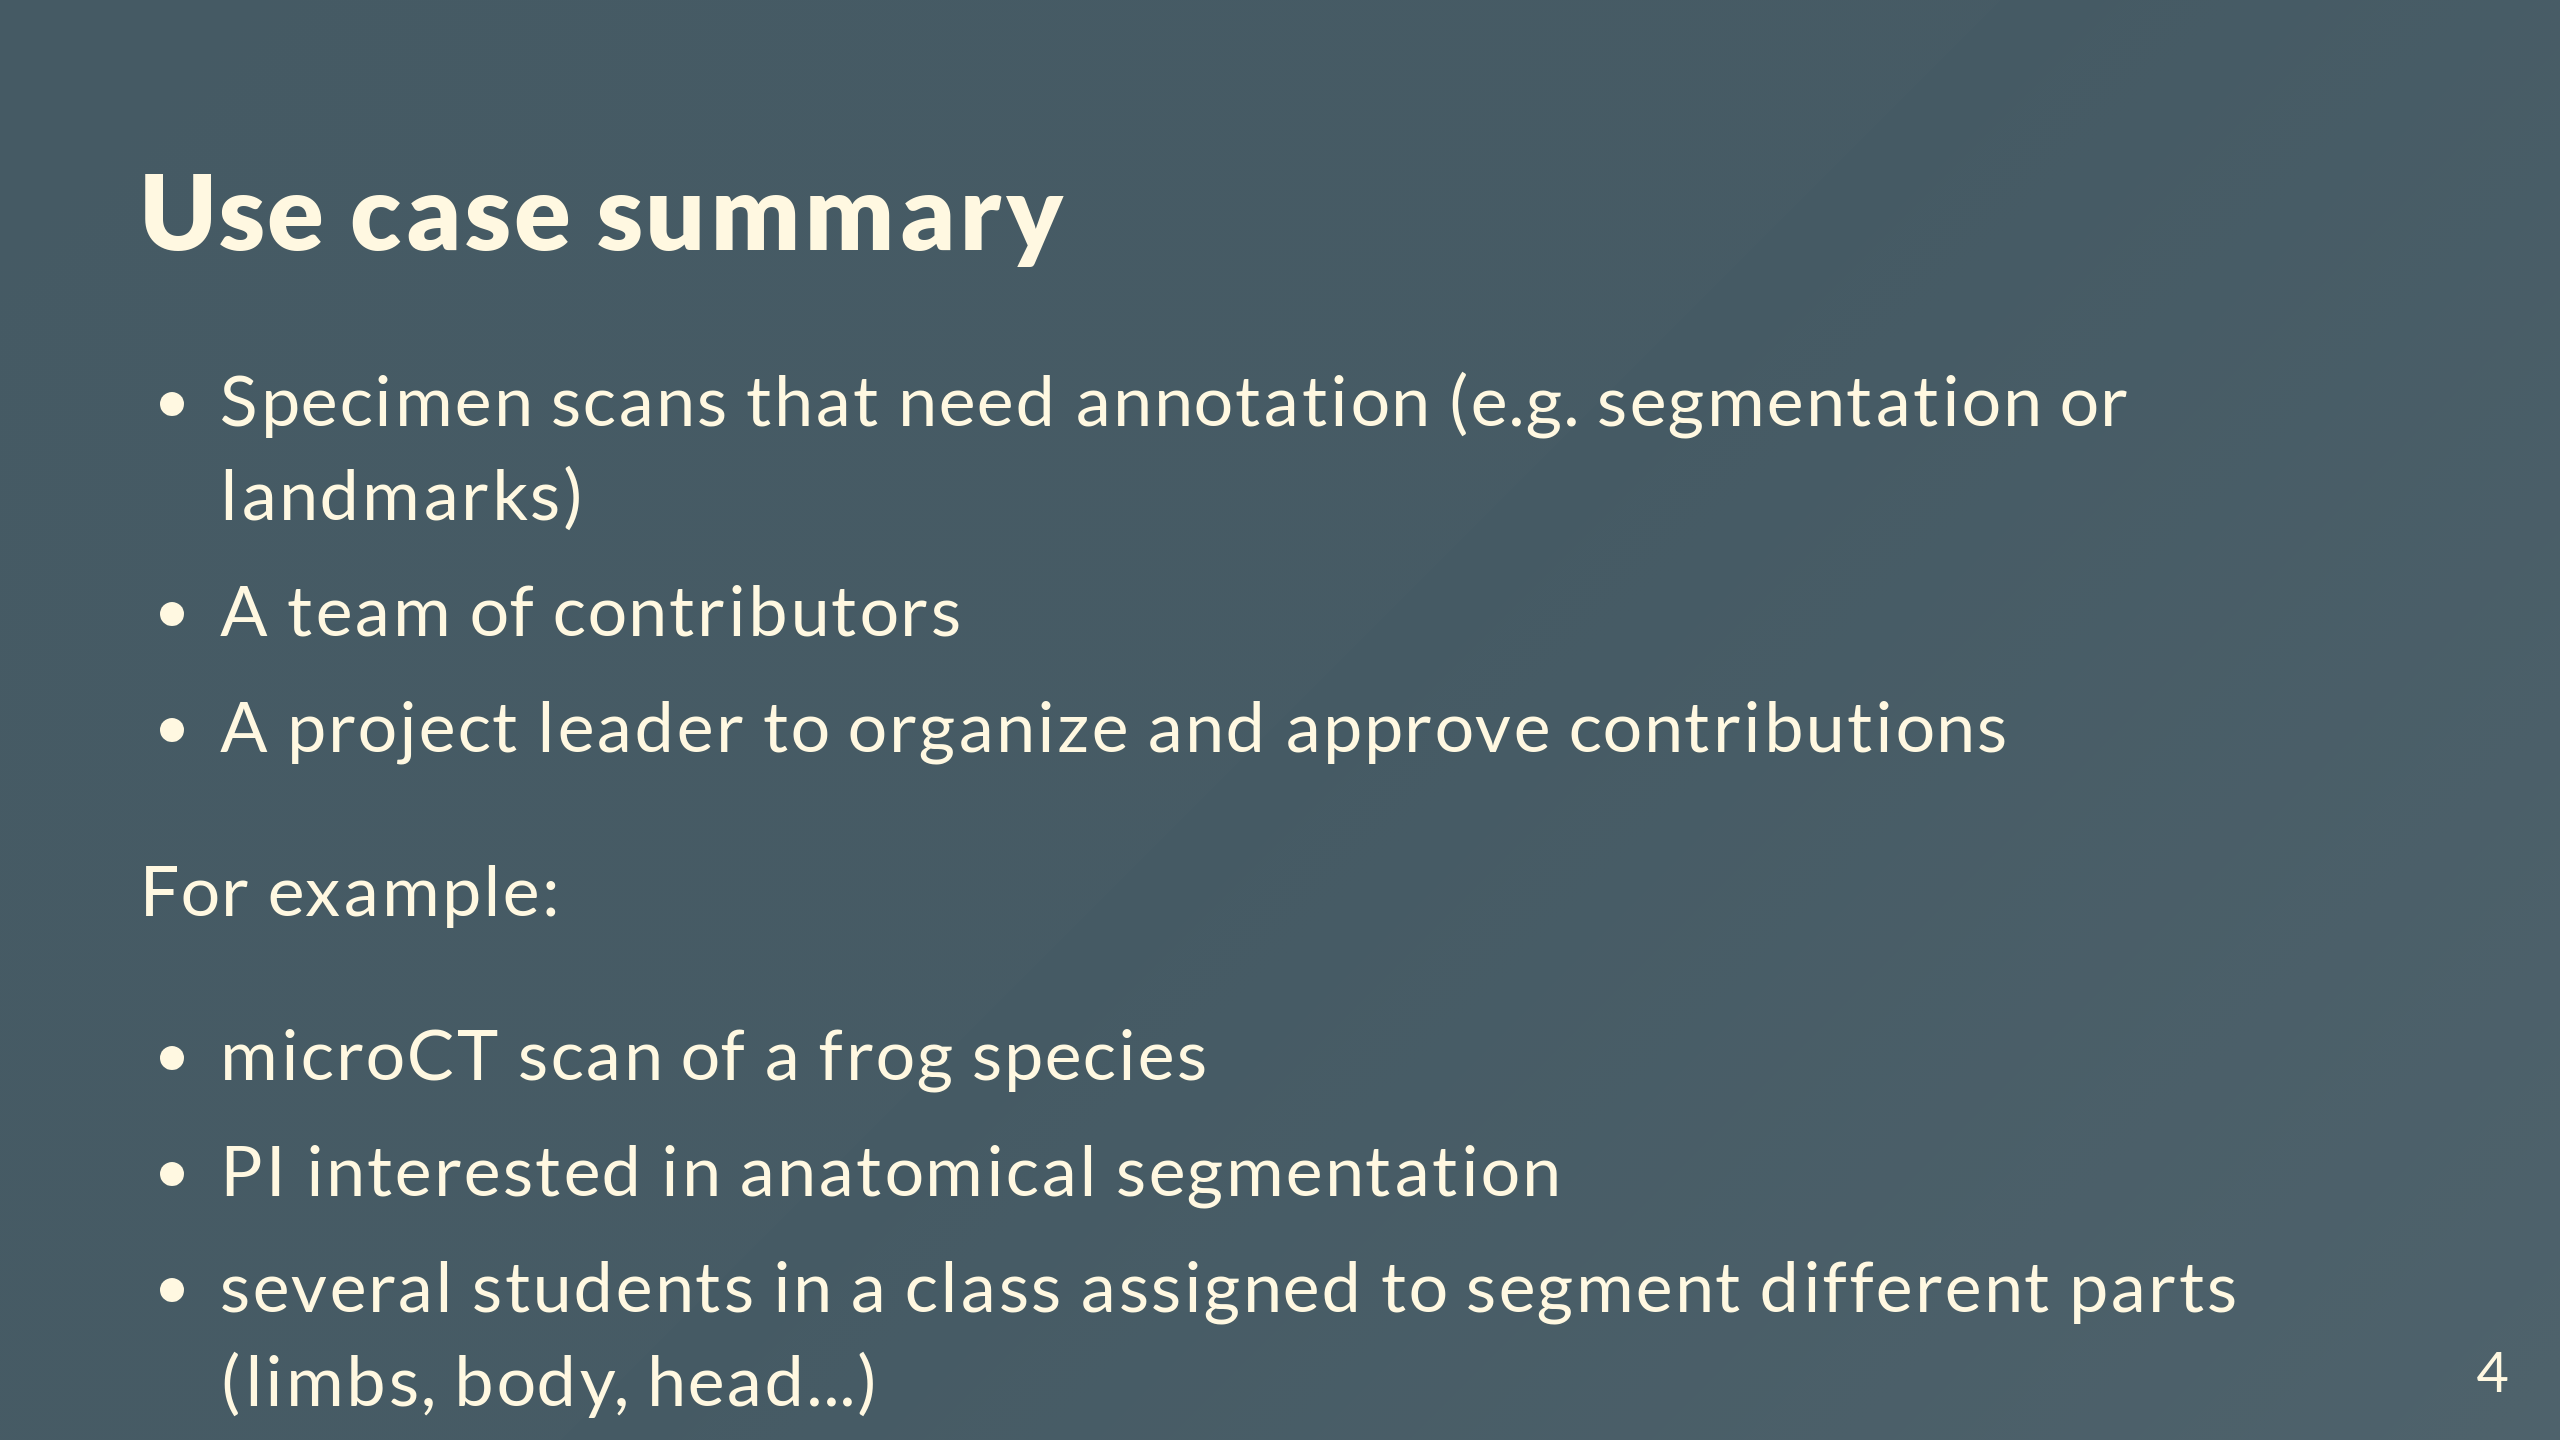 Use case summary
• Specimen scans that need annotation (e.g. segmentation or
landmarks)
• A team of contributors
• A project leader to organize and approve contributions
For example:
• microCT scan of a frog species
• PI interested in anatomical segmentation
• several students in a class assigned to segment different parts
(limbs, body, head...)
4